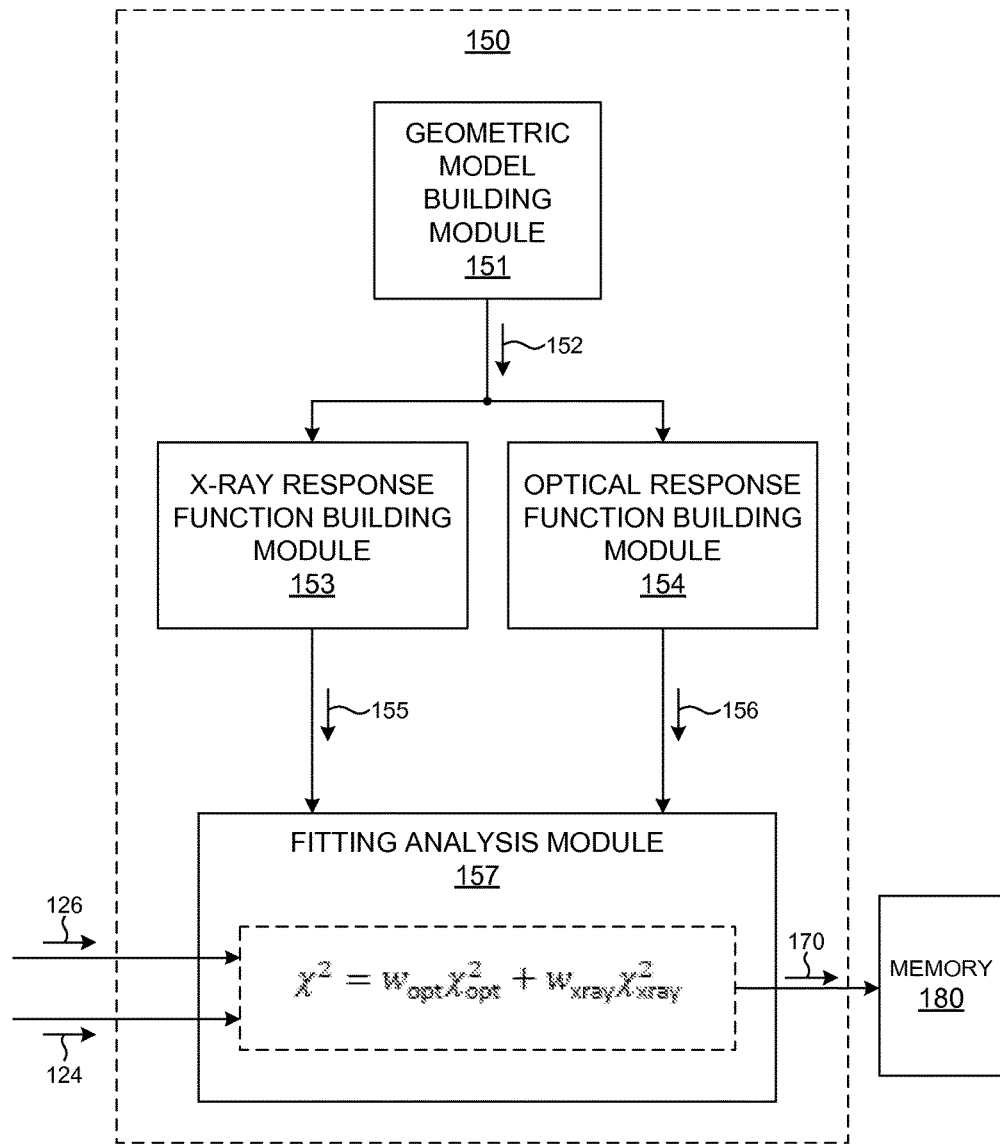 150
GEOMETRIC
MODEL
BUILDING
MODULE
151
152
X-RAY RESPONSE
FUNCTION BUILDING
MODULE
153
OPTICAL RESPONSE
FUNCTION BUILDING
MODULE
154
155
156
FITTING ANALYSIS MODULE
157
126
χ² = w_opt χ²_opt + w_xray χ²_xray
170
MEMORY
180
124